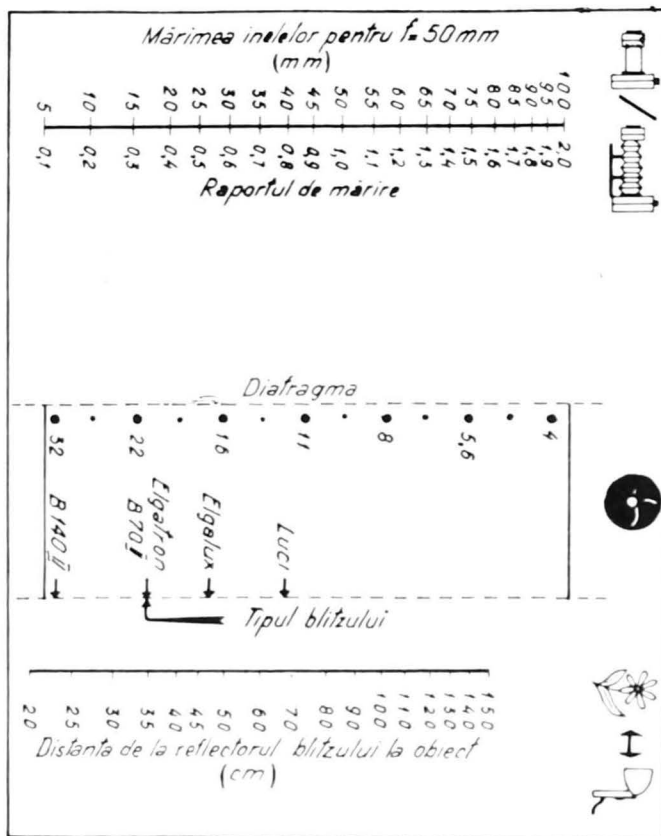 Mărimea inelelor pentru f=50mm
(mm)
5 10 15 20 25 30 35 40 45 50 55 60 65 70 75 80 85 90 95 100
0,1 0,2 0,3 0,4 0,5 0,6 0,7 0,8 0,9 1,0 1,1 1,2 1,3 1,4 1,5 1,6 1,7 1,8 1,9 2,0
Raportul de mărire
Diafragma
32 22 16 11 8 5,6 4
B 140 II
Elgatron
B 70 II
Elgalux
Luci
Tipul blitzului
20 25 30 35 40 45 50 60 70 80 90 100 110 120 130 140 150
Distanta de la reflectorul blitzului la obiect
(cm)